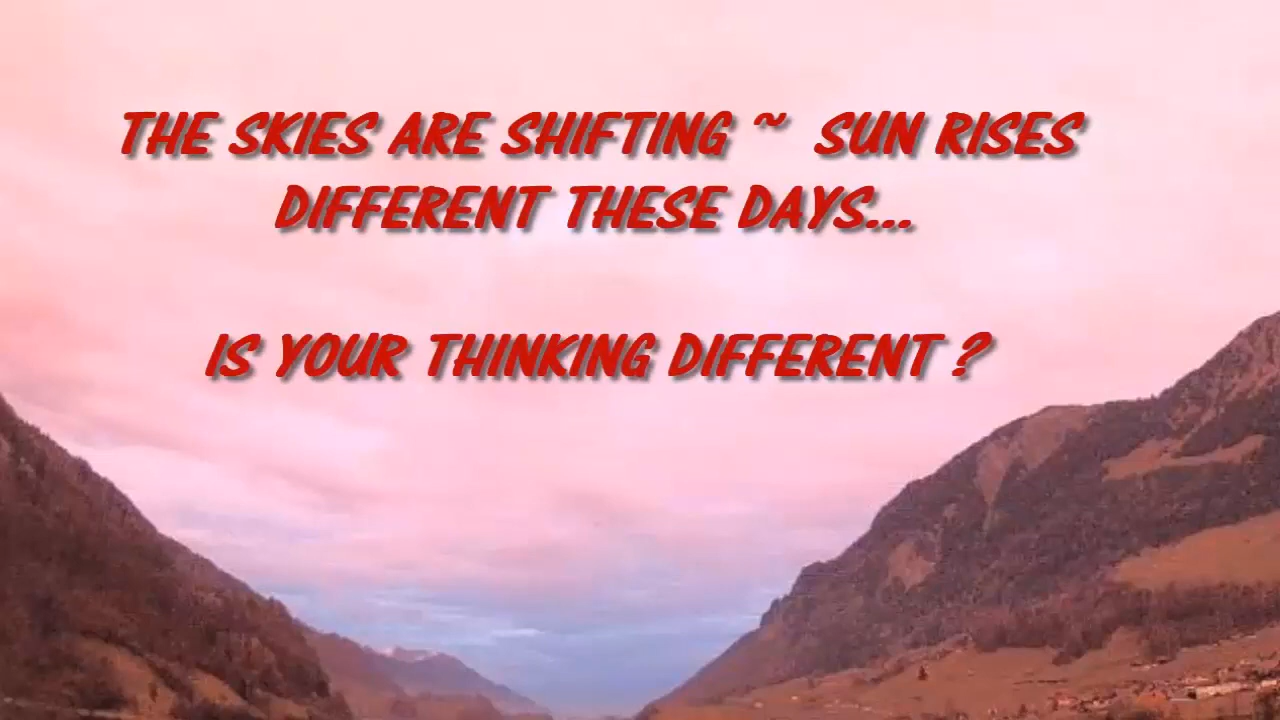 THE SKIES ARE SHIFTING ~ SUN RISES
DIFFERENT THESE DAYS...
IS YOUR THINKING DIFFERENT ?